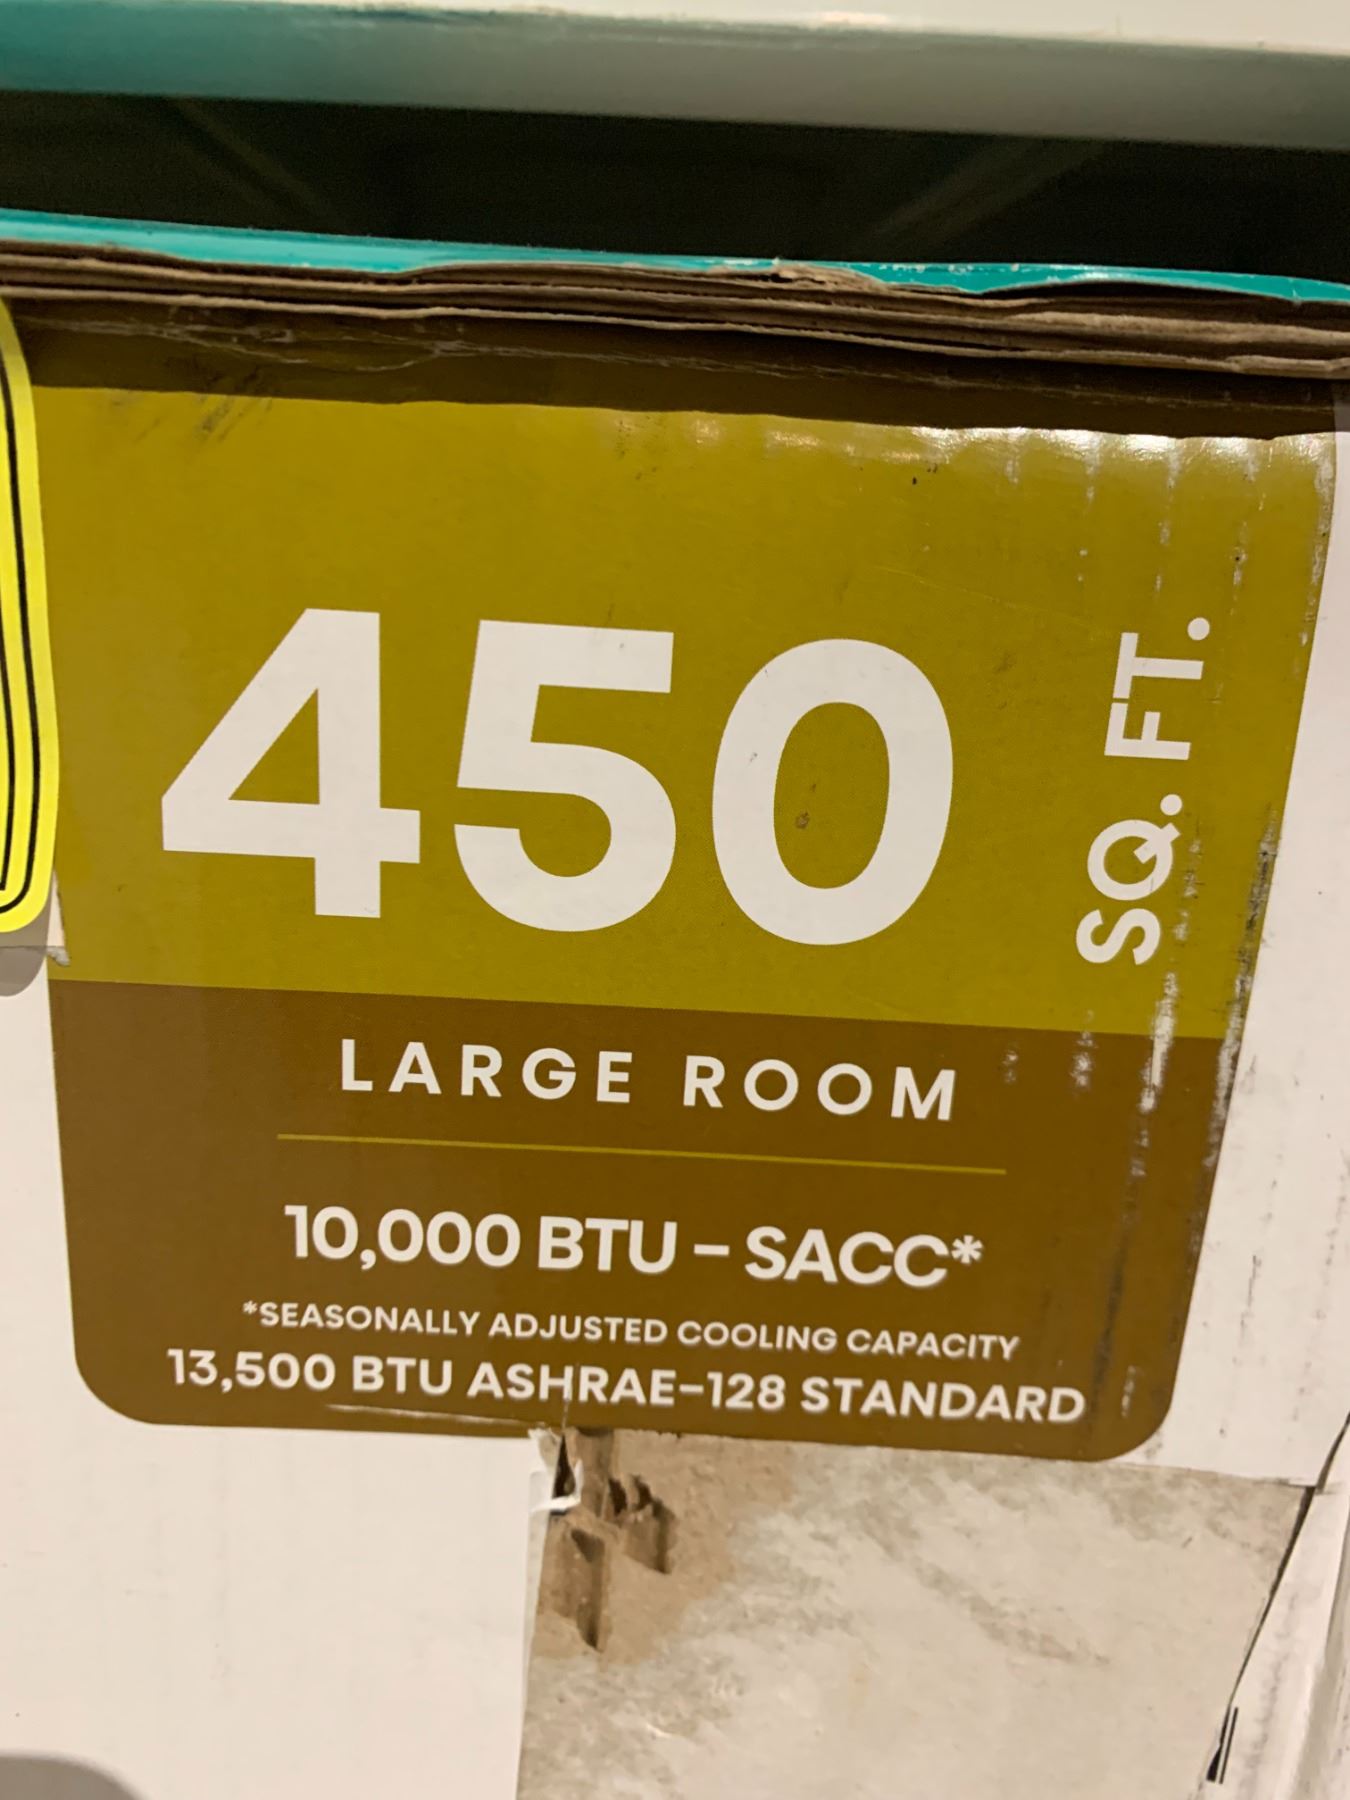 450
SQ. FT.
LARGE ROOM
10,000 BTU – SACC*
*SEASONALLY ADJUSTED COOLING CAPACITY
13,500 BTU ASHRAE-128 STANDARD